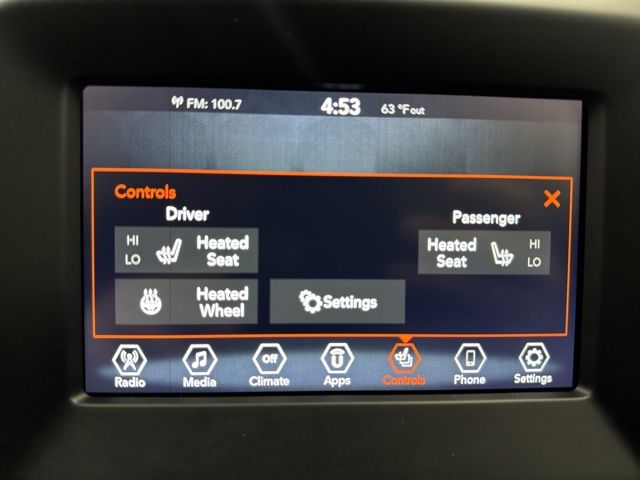 FM: 100.7 4:53 63 °F out
Controls
Driver Passenger
HI
LO
Heated
Seat
Heated
Seat
HI
LO
Heated
Wheel
Settings
Radio Media Off Climate Apps Controls Phone Settings